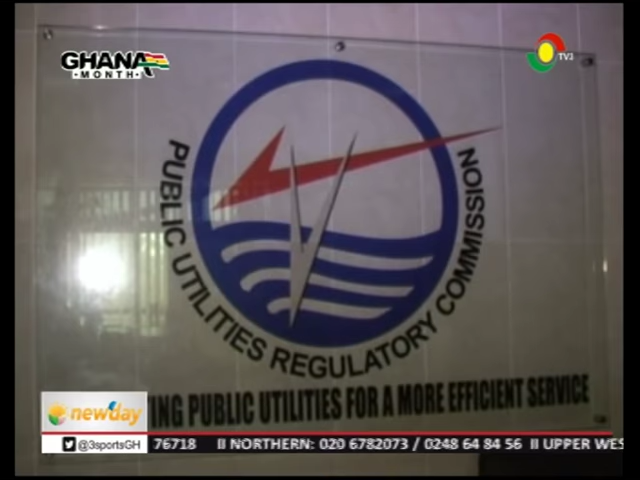 GHANA
MONTH
TV3
PUBLIC UTILITIES REGULATORY COMMISSION
ING PUBLIC UTILITIES FOR A MORE EFFICIENT SERVICE
newday
@3sportsGH
76718 II NORTHERN: 020 6782073 / 0248 64 84 56 II UPPER WES